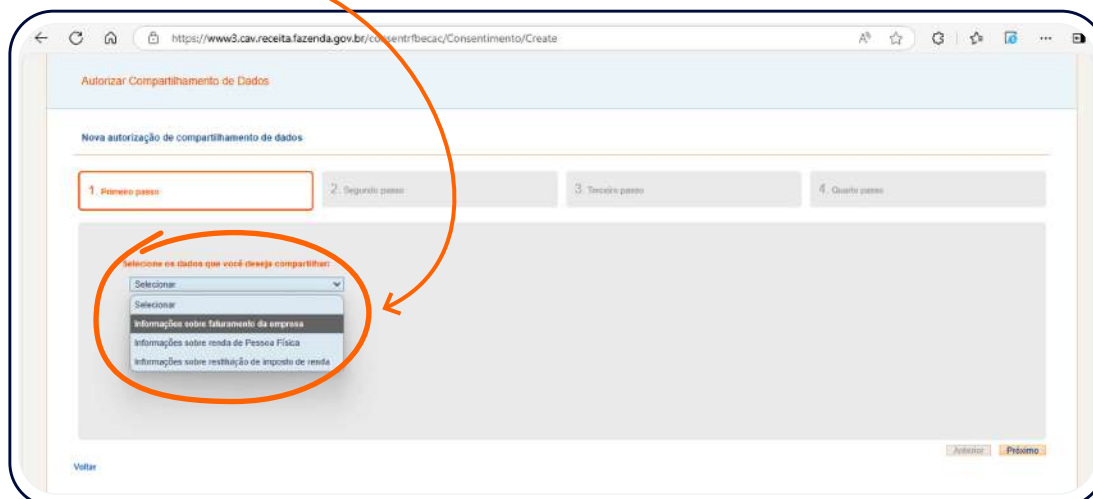 https://www3.cav.receita.fazenda.gov.br/consentrfbecac/Consentimento/Create
Autorizar Compartilhamento de Dados
Nova autorização de compartilhamento de dados
1. Primeiro passo
2. Segundo passo
3. Terceiro passo
4. Quarto passo
Selecione os dados que você deseja compartilhar:
Selecionar
Selecionar
Informações sobre faturamento da empresa
Informações sobre renda de Pessoa Física
Informações sobre restituição de imposto de renda
Anterior Próximo
Voltar